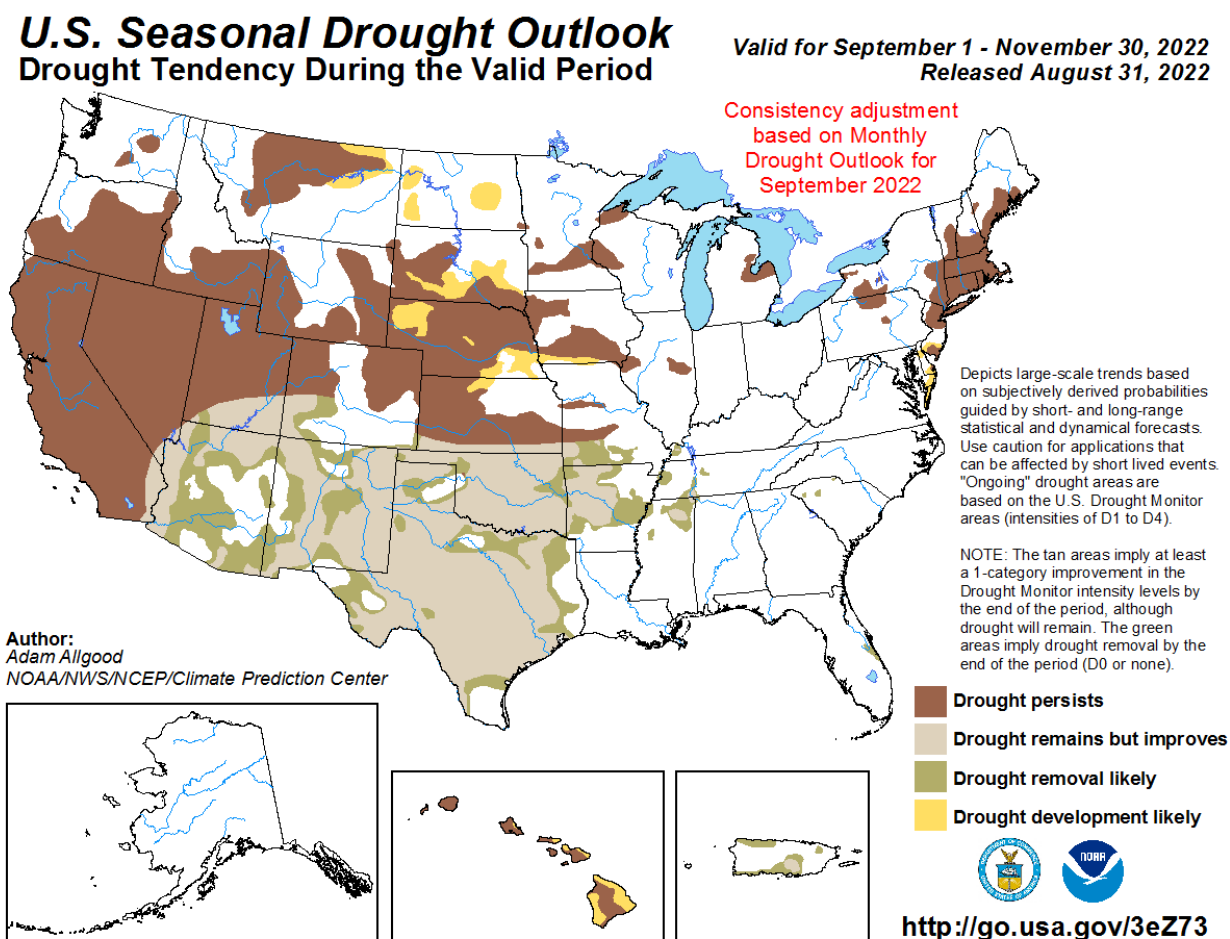 U.S. Seasonal Drought Outlook
Drought Tendency During the Valid Period
Valid for September 1 - November 30, 2022
Released August 31, 2022
Consistency adjustment
based on Monthly
Drought Outlook for
September 2022
Depicts large-scale trends based
on subjectively derived probabilities
guided by short- and long-range
statistical and dynamical forecasts.
Use caution for applications that
can be affected by short lived events.
"Ongoing" drought areas are
based on the U.S. Drought Monitor
areas (intensities of D1 to D4).
NOTE: The tan areas imply at least
a 1-category improvement in the
Drought Monitor intensity levels by
the end of the period, although
drought will remain. The green
areas imply drought removal by the
end of the period (D0 or none).
Author:
Adam Allgood
NOAA/NWS/NCEP/Climate Prediction Center
Drought persists
Drought remains but improves
Drought removal likely
Drought development likely
NOAA
http://go.usa.gov/3eZ73